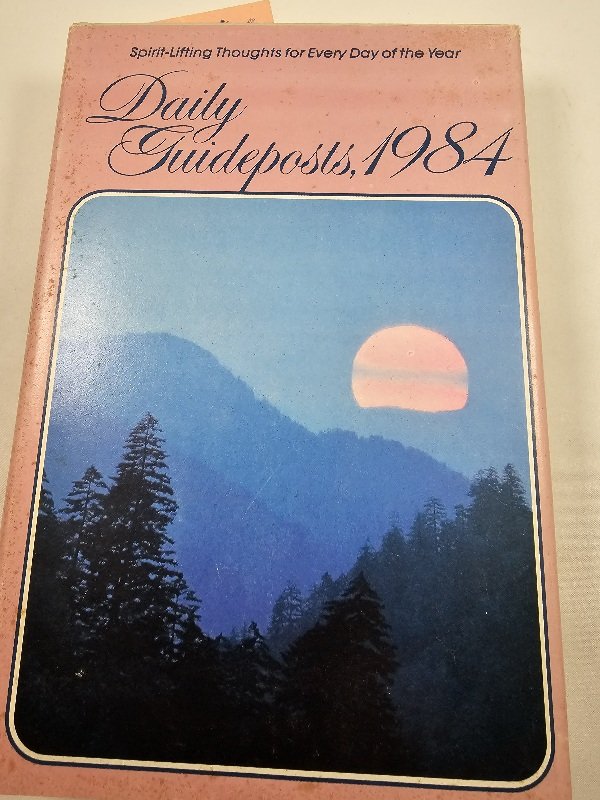 Spirit-Lifting Thoughts for Every Day of the Year
Daily
Guideposts, 1984